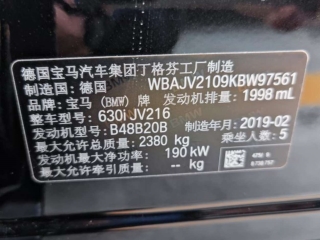 德国宝马汽车集团丁格芬工厂制造
制造国：德国 WBAJV2109KBW97561
品牌：宝马 (BMW) 牌 发动机排量：1998 mL
整车型号：630i JV216
发动机型号：B48B20B 制造年月：2019-02
最大允许总质量：2380 kg 乘坐人数：5
发动机最大净功率：190 kW
最大允许牵引质量：-- kg